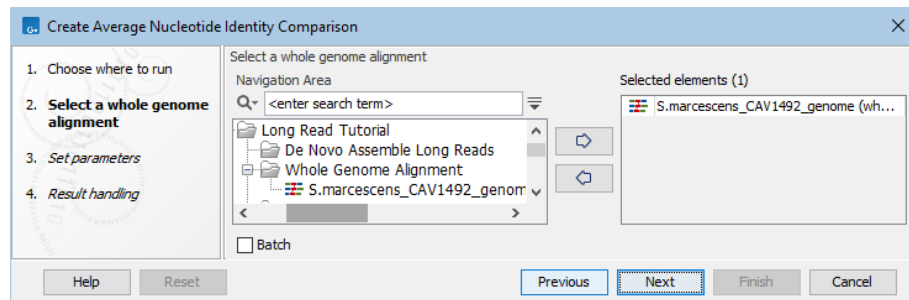 Create Average Nucleotide Identity Comparison
1. Choose where to run
2. Select a whole genome
alignment
3. Set parameters
4. Result handling
Select a whole genome alignment
Navigation Area
<enter search term>
Long Read Tutorial
De Novo Assemble Long Reads
Whole Genome Alignment
S.marcescens_CAV1492_genom
Batch
Selected elements (1)
S.marcescens_CAV1492_genome (wh...
Help
Reset
Previous
Next
Finish
Cancel